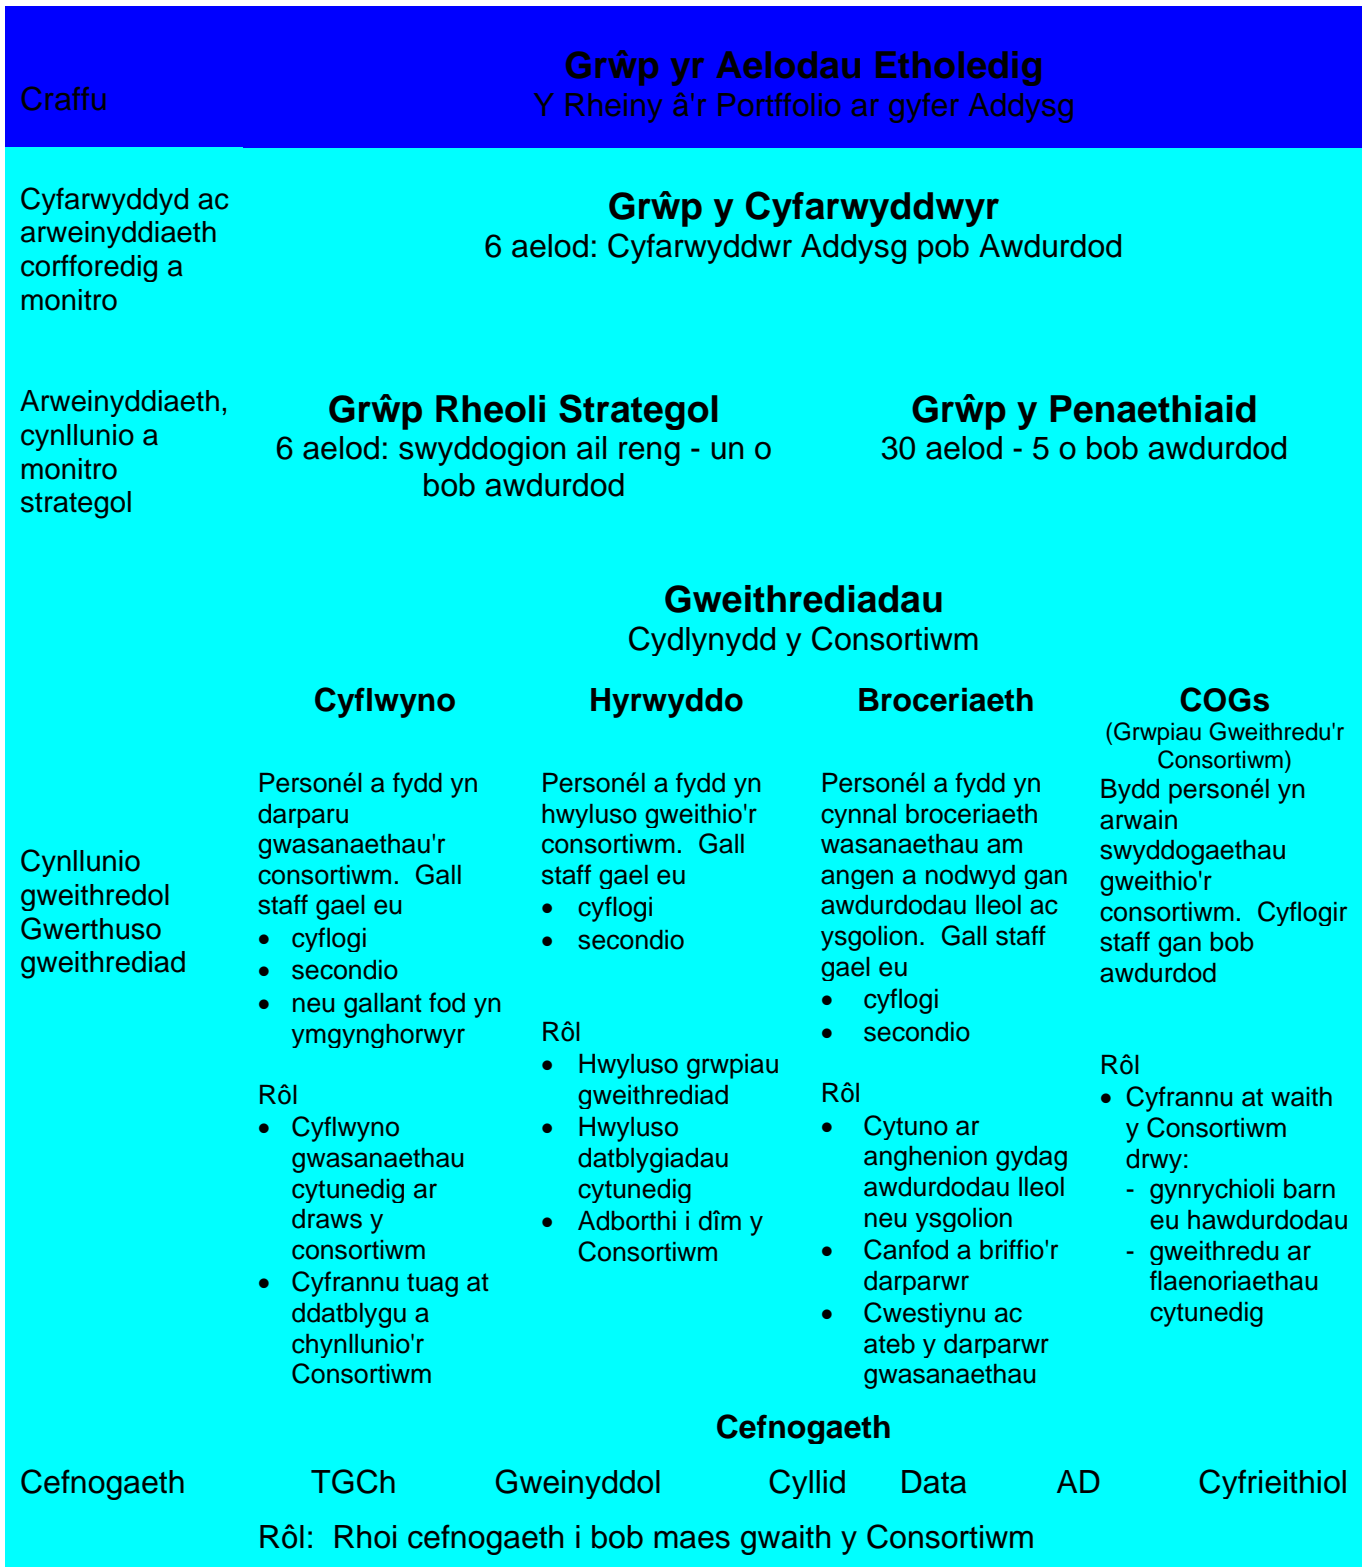 Craffu
Grŵp yr Aelodau Etholedig
Y Rheiny â'r Portffolio ar gyfer Addysg
Cyfarwyddyd ac
arweinyddiaeth
corfforedig a
monitro
Grŵp y Cyfarwyddwyr
6 aelod: Cyfarwyddwr Addysg pob Awdurdod
Arweinyddiaeth,
cynllunio a
monitro
strategol
Grŵp Rheoli Strategol
6 aelod: swyddogion ail reng - un o
bob awdurdod
Grŵp y Penaethiaid
30 aelod - 5 o bob awdurdod
Gweithrediadau
Cydlynydd y Consortiwm
Cynllunio
gweithredol
Gwerthuso
gweithrediad
Cyflwyno
Personél a fydd yn
darparu
gwasanaethau'r
consortiwm. Gall
staff gael eu
• cyflogi
• secondio
• neu gallant fod yn
ymgynghorwyr
Rôl
• Cyflwyno
gwasanaethau
cytunedig ar
draws y
consortiwm
• Cyfrannu tuag at
ddatblygu a
chynllunio'r
Consortiwm
Hyrwyddo
Personél a fydd yn
hwyluso gweithio'r
consortiwm. Gall
staff gael eu
• cyflogi
• secondio
Rôl
• Hwyluso grwpiau
gweithrediad
• Hwyluso
datblygiadau
cytunedig
• Adborthi i dîm y
Consortiwm
Broceriaeth
Personél a fydd yn
cynnal broceriaeth
wasanaethau am
angen a nodwyd gan
awdurdodau lleol ac
ysgolion. Gall staff
gael eu
• cyflogi
• secondio
Rôl
• Cytuno ar
anghenion gydag
awdurdodau lleol
neu ysgolion
• Canfod a briffio'r
darparwr
• Cwestiynu ac
ateb y darparwr
gwasanaethau
COGs
(Grwpiau Gweithredu'r
Consortiwm)
Bydd personél yn
arwain
swyddogaethau
gweithio'r
consortiwm. Cyflogir
staff gan bob
awdurdod
Rôl
• Cyfrannu at waith
y Consortiwm
drwy:
- gynrychioli barn
eu hawdurdodau
- gweithredu ar
flaenoriaethau
cytunedig
Cefnogaeth
Cefnogaeth TGCh Gweinyddol Cyllid Data AD Cyfrieithiol
Rôl: Rhoi cefnogaeth i bob maes gwaith y Consortiwm